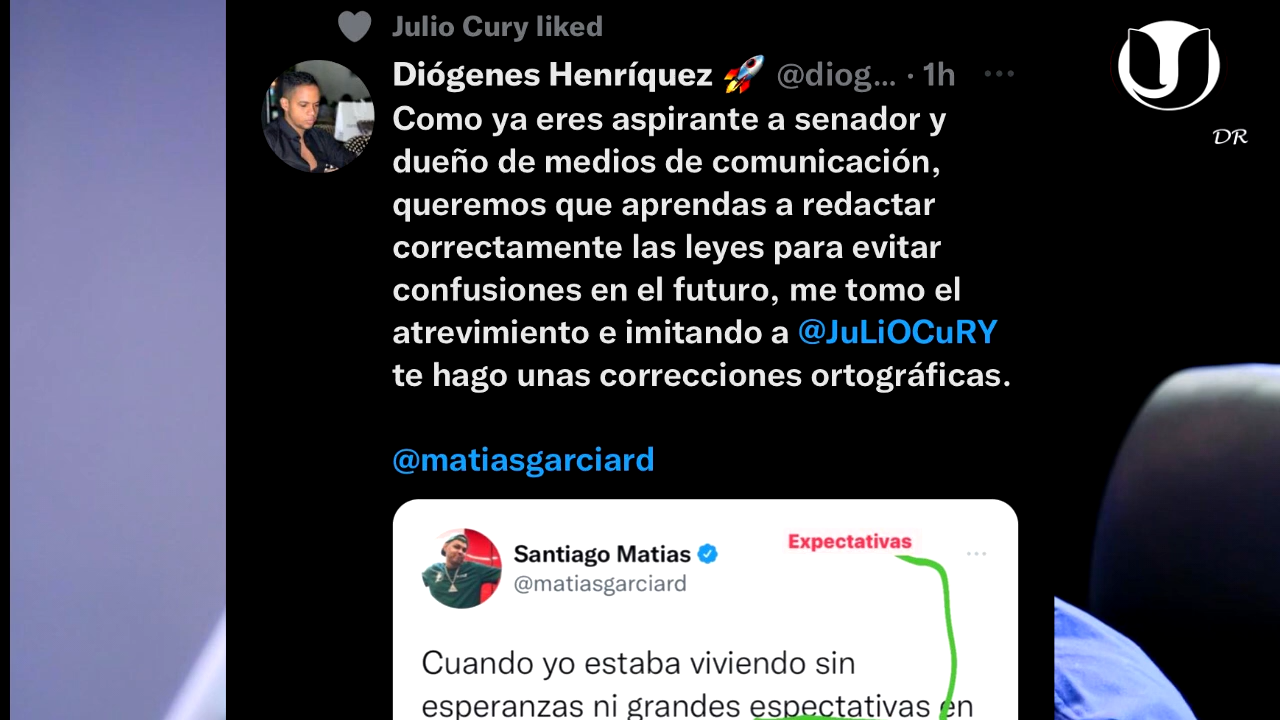 Julio Cury liked
Diógenes Henríquez 🚀 @diog... · 1h
Como ya eres aspirante a senador y
dueño de medios de comunicación,
queremos que aprendas a redactar
correctamente las leyes para evitar
confusiones en el futuro, me tomo el
atrevimiento e imitando a @JuLiOCuRY
te hago unas correcciones ortográficas.
@matiasgarciard
Expectativas
Santiago Matias
@matiasgarciard
Cuando yo estaba viviendo sin
esperanzas ni grandes espectativas en
DR